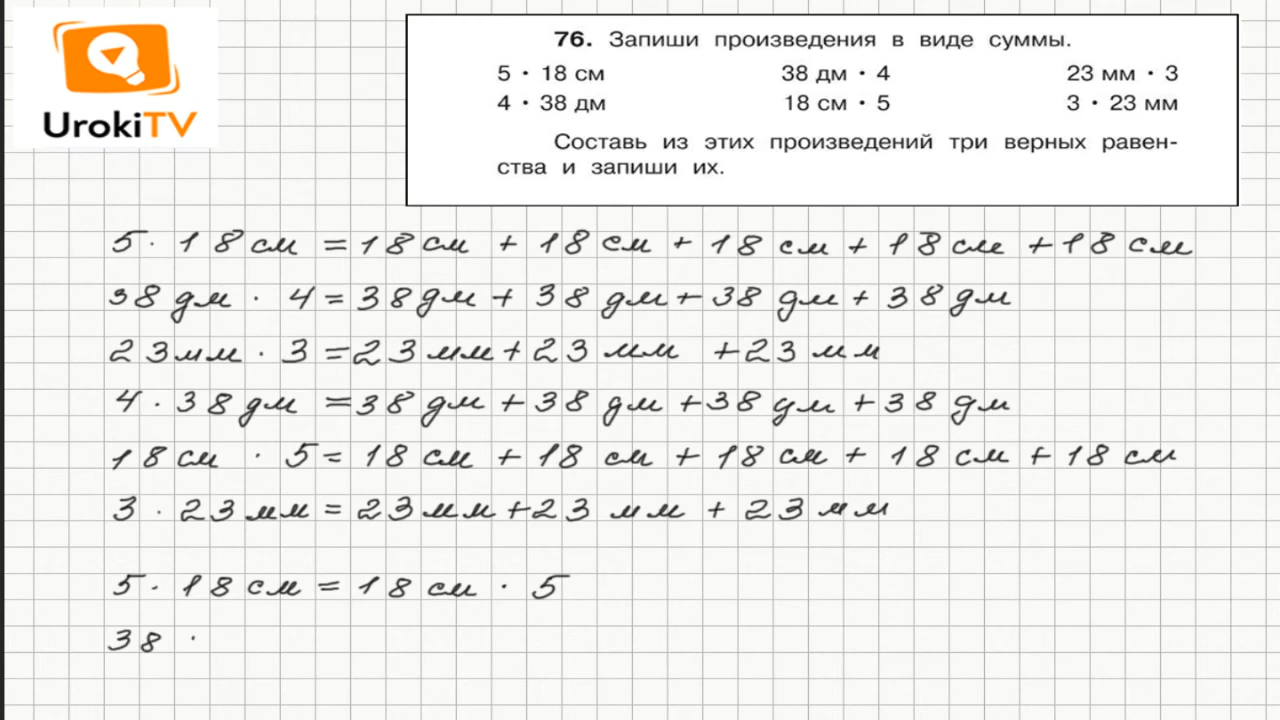 UrokiTV
76. Запиши произведения в виде суммы.
5 · 18 см 38 дм · 4 23 мм · 3
4 · 38 дм 18 см · 5 3 · 23 мм
Составь из этих произведений три верных равен-
ства и запиши их.
5 · 18 см = 18 см + 18 см + 18 см + 18 см + 18 см
38 дм · 4 = 38 дм + 38 дм + 38 дм + 38 дм
23 мм · 3 = 23 мм + 23 мм + 23 мм
4 · 38 дм = 38 дм + 38 дм + 38 дм + 38 дм
18 см · 5 = 18 см + 18 см + 18 см + 18 см + 18 см
3 · 23 мм = 23 мм + 23 мм + 23 мм
5 · 18 см = 18 см · 5
38 ·